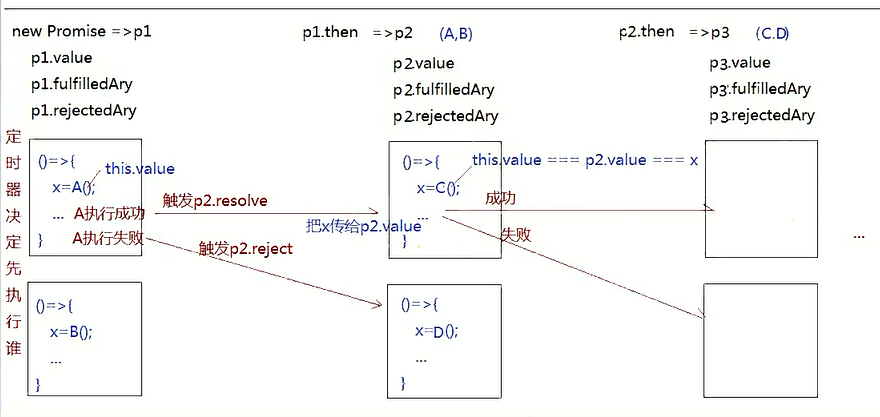 new Promise =>p1
p1.value
p1.fulfilledAry
p1.rejectedAry
p1.then =>p2 (A,B)
p2.value
p2.fulfilledAry
p2.rejectedAry
p2.then =>p3 (C.D)
p3.value
p3.fulfilledAry
p3.rejectedAry
定时器决定先执行谁
()=>{
x=A();
this.value
... A执行成功
} A执行失败
触发p2.resolve
把x传给p2.value
触发p2.reject
()=>{
x=C();
this.value === p2.value === x
...
}
成功
失败
...
()=>{
x=B();
...
}
()=>{
x=D();
...
}